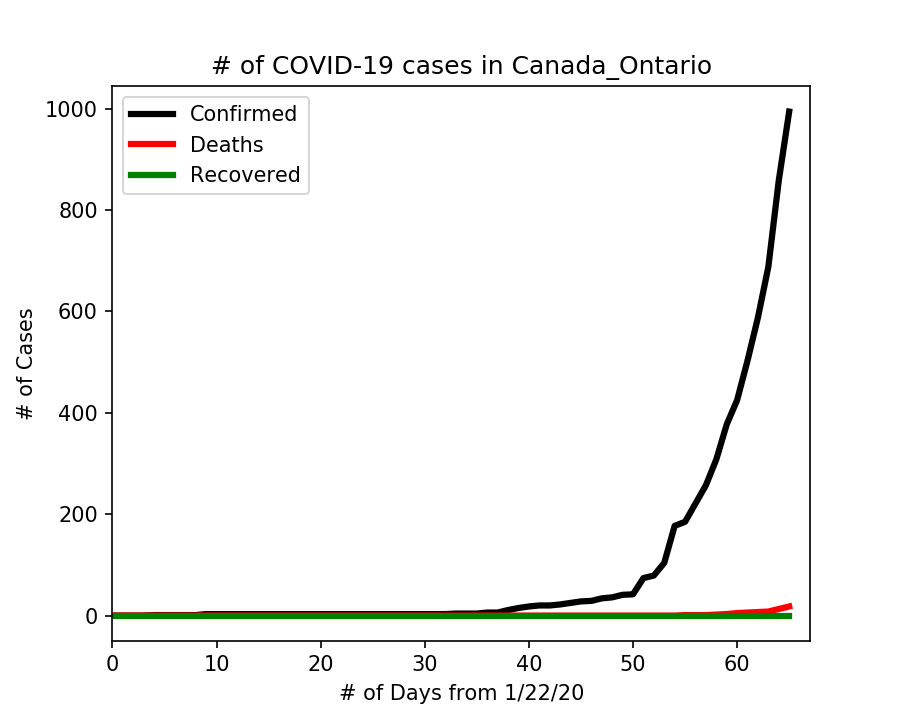 # of COVID-19 cases in Canada_Ontario
Confirmed
Deaths
Recovered
# of Cases
1000
800
600
400
200
0
0 10 20 30 40 50 60
# of Days from 1/22/20